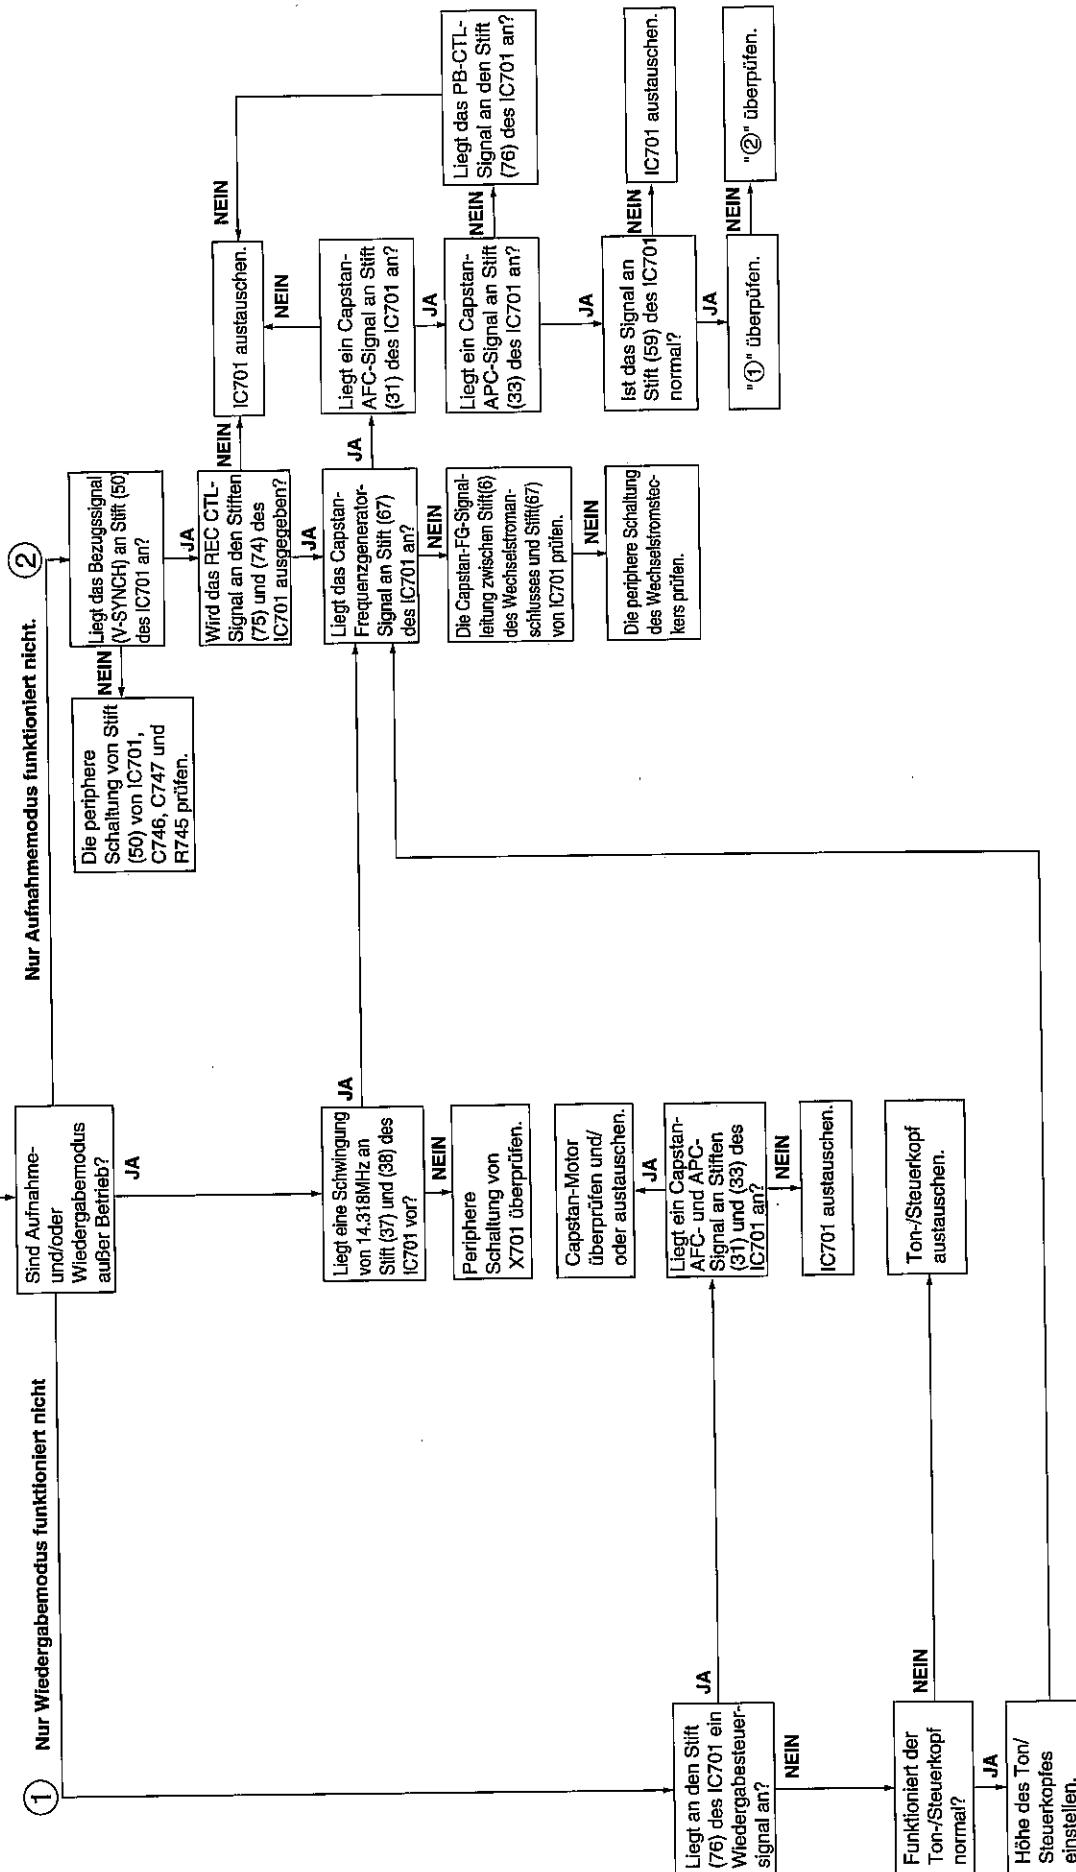 Sind Aufnahme-
und/oder
Wiedergabemodus
außer Betrieb?
①
Nur Wiedergabemodus funktioniert nicht
Nur Aufnahmemodus funktioniert nicht.
②
JA
Liegt an den Stift
(76) des IC701 ein
Wiedergabesteuer-
signal an?
JA
NEIN
Funktioniert der
Ton-/Steuerkopf
normal?
NEIN
JA
Höhe des Ton/
Steuerkopfes
einstellen.
Liegt eine Schwingung
von 14.318MHz an
Stift (37) und (38) des
IC701 vor?
JA
NEIN
Periphere
Schaltung von
X701 überprüfen.
Capstan-Motor
überprüfen und/
oder austauschen.
JA
Liegt ein Capstan-
AFC- und APC-
Signal an Stiften
(31) und (33) des
IC701 an?
NEIN
IC701 austauschen.
Ton-/Steuerkopf
austauschen.
Liegt das Bezugssignal
(V-SYNCH) an Stift (50)
des IC701 an?
NEIN
Die periphere
Schaltung von Stift
(50) von IC701,
C746, C747 und
R745 prüfen.
JA
Wird das REC CTL-
Signal an den Stiften
(75) und (74) des
IC701 ausgegeben?
NEIN
IC701 austauschen.
JA
Liegt das Capstan-
Frequenzgenerator-
Signal an Stift (67)
des IC701 an?
JA
NEIN
Die Capstan-FG-Signal-
leitung zwischen Stift(6)
des Wechselstroman-
schlusses und Stift(67)
von IC701 prüfen.
NEIN
Die periphere Schaltung
des Wechselstromstec-
kers prüfen.
Liegt ein Capstan-
AFC-Signal an Stift
(31) des IC701 an?
NEIN
JA
Liegt ein Capstan-
APC-Signal an Stift
(33) des IC701 an?
NEIN
Liegt das PB-CTL-
Signal an den Stift
(76) des IC701 an?
NEIN
JA
Ist das Signal an
Stift (59) des IC701
normal?
NEIN
IC701 austauschen.
JA
"①" überpüfen.
NEIN
"②" überpüfen.